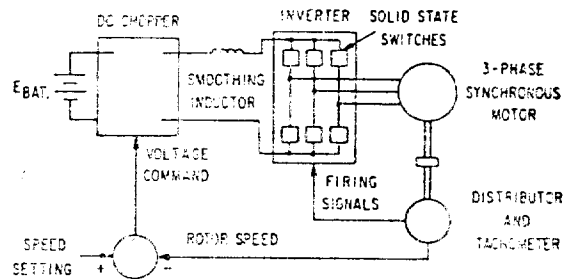 DC CHOPPER
INVERTER
SOLID STATE
SWITCHES
E BAT.
SMOOTHING
INDUCTOR
3-PHASE
SYNCHRONOUS
MOTOR
VOLTAGE
COMMAND
FIRING
SIGNALS
DISTRIBUTOR
AND
TACHOMETER
SPEED
SETTING
+
−
ROTOR SPEED